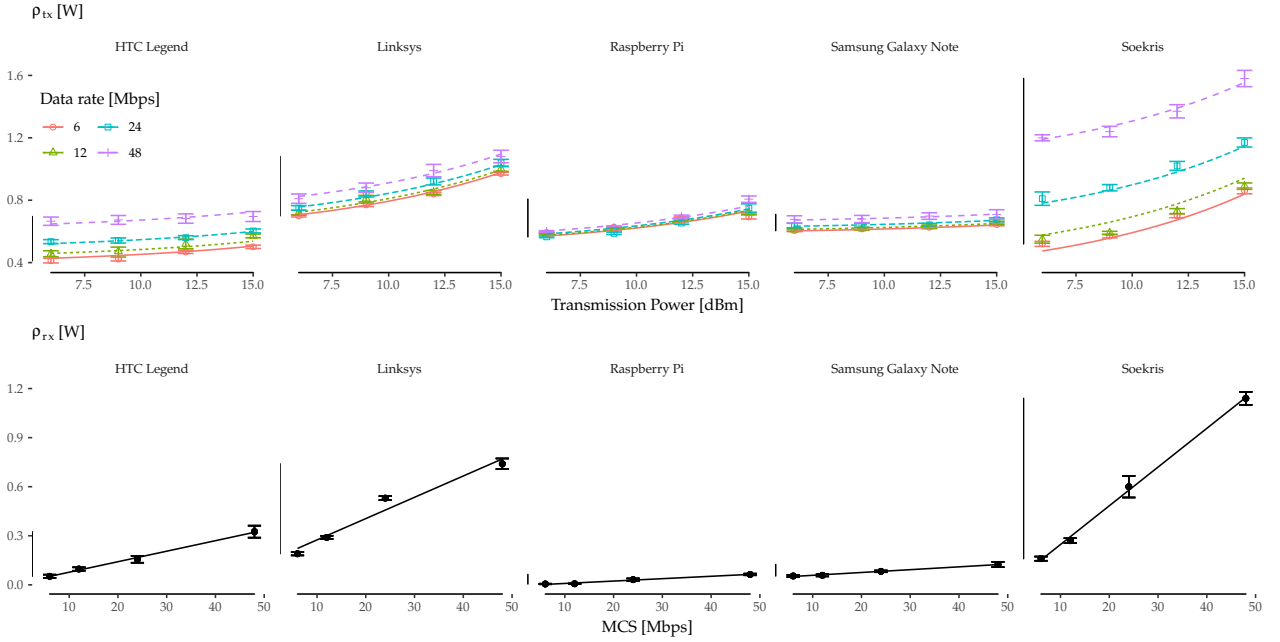 ρtx [W]
HTC Legend Linksys Raspberry Pi Samsung Galaxy Note Soekris
1.6
Data rate [Mbps]
6 24
1.2
12 48
0.8
0.4
7.5 10.0 12.5 15.0 7.5 10.0 12.5 15.0 7.5 10.0 12.5 15.0 7.5 10.0 12.5 15.0 7.5 10.0 12.5 15.0
Transmission Power [dBm]
ρrx [W]
HTC Legend Linksys Raspberry Pi Samsung Galaxy Note Soekris
1.2
0.9
0.6
0.3
0.0
10 20 30 40 50 10 20 30 40 50 10 20 30 40 50 10 20 30 40 50 10 20 30 40 50
MCS [Mbps]